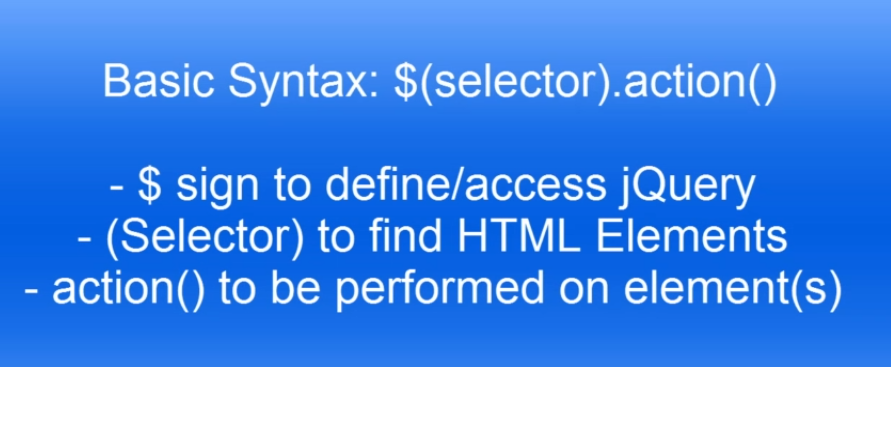 Basic Syntax: $(selector).action()
- $ sign to define/access jQuery
- (Selector) to find HTML Elements
- action() to be performed on element(s)